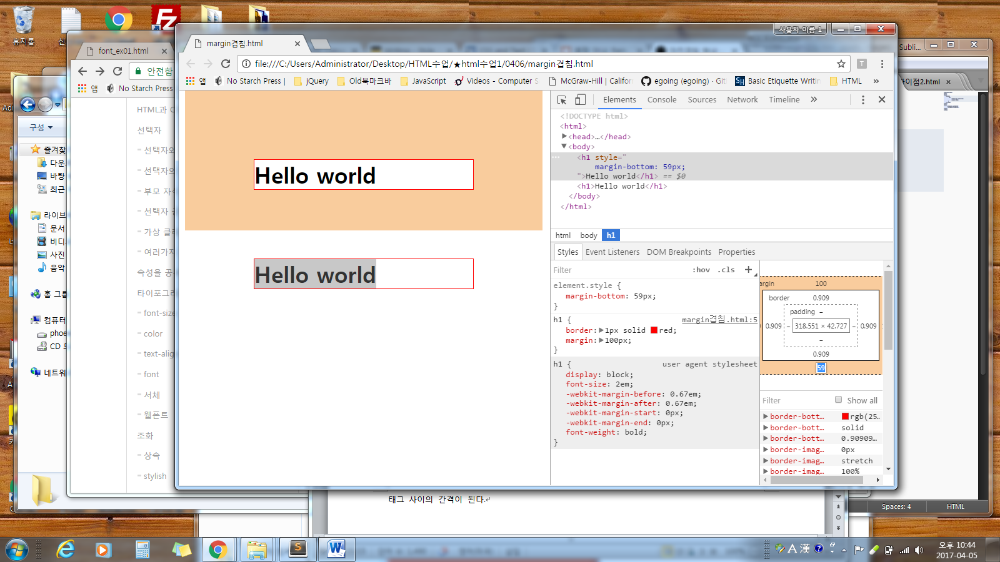 휴지통
신
사용자 이름 1
font_ex01.html
margin겹침.html
Subli...
이점2.html
안전함
file:///C:/Users/Administrator/Desktop/HTML수업/★html수업1/0406/margin겹침.html
앱
No Starch Press
앱
No Starch Press |
jQuery
Old북마크바
JavaScript
Videos - Computer S
McGraw-Hill | Califor
egoing (egoing) · Git
Basic Etiquette Writin
HTML
»
구성
즐겨찾
다운
바탕
최근
라이브
문서
비디
사진
음악
홈 그룹
컴퓨터
phoe
CD 드
네트워
HTML과 C
선택자
선택자와
선택자의
부모 자식
선택자
가상 클래
여러가지
속성을 공
타이포그래
font-size
color
text-alig
font
서체
웹폰트
조화
상속
stylish
Hello world
Hello world
Elements
Console
Sources
Network
Timeline
»
<!DOCTYPE html>
<html>
<head>…</head>
<body>
<h1 style="
margin-bottom: 59px;
">Hello world</h1> == $0
<h1>Hello world</h1>
</body>
</html>
html
body
h1
Styles
Event Listeners
DOM Breakpoints
Properties
Filter
:hov
.cls
+
element.style {
margin-bottom: 59px;
}
h1 {
margin겹침.html:5
border: 1px solid red;
margin: 100px;
}
h1 {
user agent stylesheet
display: block;
font-size: 2em;
-webkit-margin-before: 0.67em;
-webkit-margin-after: 0.67em;
-webkit-margin-start: 0px;
-webkit-margin-end: 0px;
font-weight: bold;
}
argin
100
border
0.909
padding
–
0.909
–
318.551 × 42.727
–
0.909
–
0.909
59
Filter
Show all
border-bott…
rgb(25…
border-bott…
solid
border-bott…
0.90909…
border-imag…
0px
border-imag…
stretch
border-imag…
100%
태그 사이의 간격이 된다.
Spaces: 4
HTML
A 漢
오후 10:44
2017-04-05